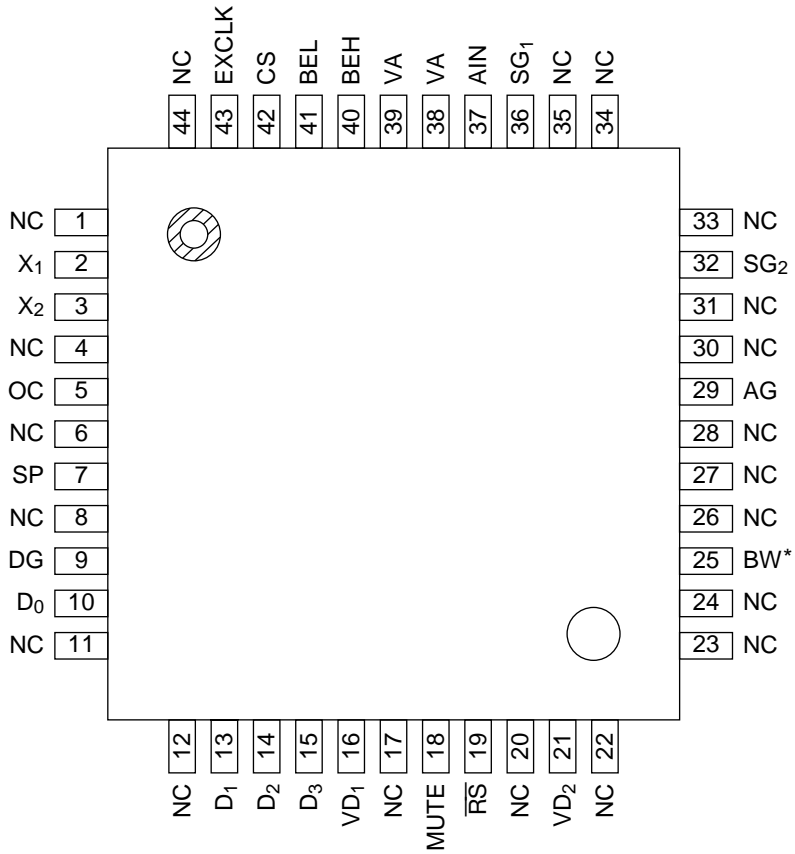 NC EXCLK CS BEL BEH VA VA AIN SG1 NC NC
44 43 42 41 40 39 38 37 36 35 34
NC 1 33 NC
X1 2 32 SG2
X2 3 31 NC
NC 4 30 NC
OC 5 29 AG
NC 6 28 NC
SP 7 27 NC
NC 8 26 NC
DG 9 25 BW*
D0 10 24 NC
NC 11 23 NC
12 13 14 15 16 17 18 19 20 21 22
NC D1 D2 D3 VD1 NC MUTE R̅S̅ NC VD2 NC